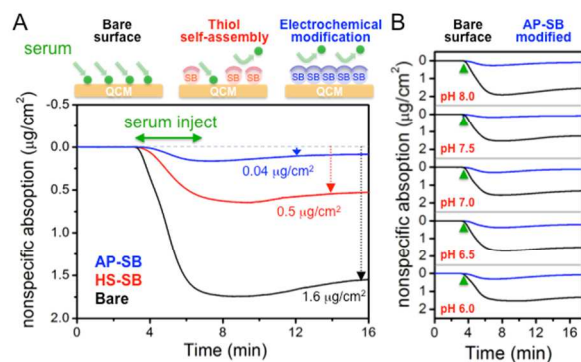 A
Bare
surface
Thiol
self-assembly
Electrochemical
modification
serum
SB
SB
SB
SB
SB
SB
SB
SB
QCM
QCM
QCM
serum inject
0.04 µg/cm²
0.5 µg/cm²
1.6 µg/cm²
AP-SB
HS-SB
Bare
-0.5
0.0
0.5
1.0
1.5
2.0
nonspecific absoption (µg/cm²)
0
4
8
12
16
Time (min)
B
Bare
surface
AP-SB
modified
0
1
2
pH 8.0
0
1
2
pH 7.5
0
1
2
pH 7.0
0
1
2
pH 6.5
0
1
2
pH 6.0
nonspecific absoption (µg/cm²)
0
4
8
12
16
Time (min)